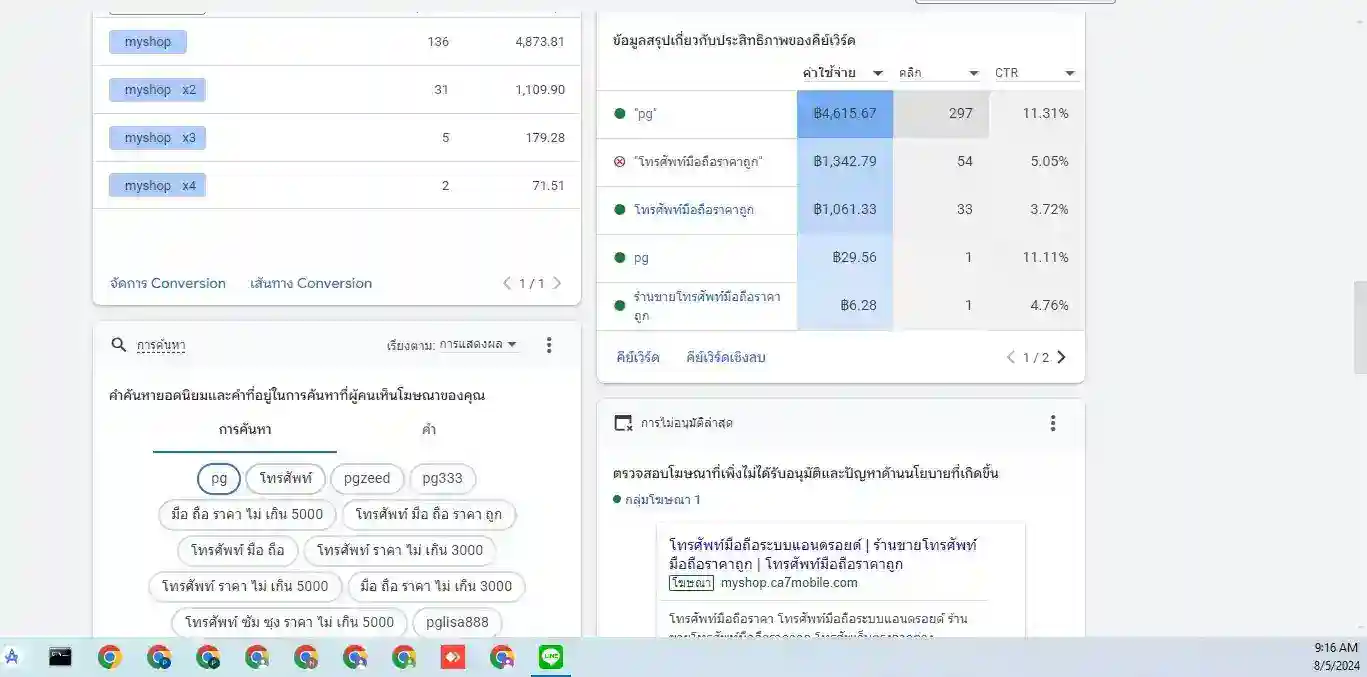 myshop 136 4,873.81
myshop x2 31 1,109.90
myshop x3 5 179.28
myshop x4 2 71.51
จัดการ Conversion เส้นทาง Conversion 1 / 1
การค้นหา เรียงตาม: การแสดงผล
คำค้นหายอดนิยมและคำที่อยู่ในการค้นหาที่ผู้คนเห็นโฆษณาของคุณ
การค้นหา คำ
pg โทรศัพท์ pgzeed pg333
มือ ถือ ราคา ไม่ เกิน 5000 โทรศัพท์ มือ ถือ ราคา ถูก
โทรศัพท์ มือ ถือ โทรศัพท์ ราคา ไม่ เกิน 3000
โทรศัพท์ ราคา ไม่ เกิน 5000 มือ ถือ ราคา ไม่ เกิน 3000
โทรศัพท์ ซัม ซุง ราคา ไม่ เกิน 5000 pglisa888
ข้อมูลสรุปเกี่ยวกับประสิทธิภาพของคีย์เวิร์ด
ค่าใช้จ่าย คลิก CTR
"pg" ฿4,615.67 297 11.31%
"โทรศัพท์มือถือราคาถูก" ฿1,342.79 54 5.05%
โทรศัพท์มือถือราคาถูก ฿1,061.33 33 3.72%
pg ฿29.56 1 11.11%
ร้านขายโทรศัพท์มือถือราคา
ถูก ฿6.28 1 4.76%
คีย์เวิร์ด คีย์เวิร์ดเชิงลบ 1 / 2
การไม่อนุมัติล่าสุด
ตรวจสอบโฆษณาที่เพิ่งไม่ได้รับอนุมัติและปัญหาด้านนโยบายที่เกิดขึ้น
กลุ่มโฆษณา 1
โทรศัพท์มือถือระบบแอนดรอยด์ | ร้านขายโทรศัพท์
มือถือราคาถูก | โทรศัพท์มือถือราคาถูก
โฆษณา myshop.ca7mobile.com
โทรศัพท์มือถือราคา โทรศัพท์มือถือระบบแอนดรอยด์ ร้าน
LINE
9:16 AM
8/5/2024